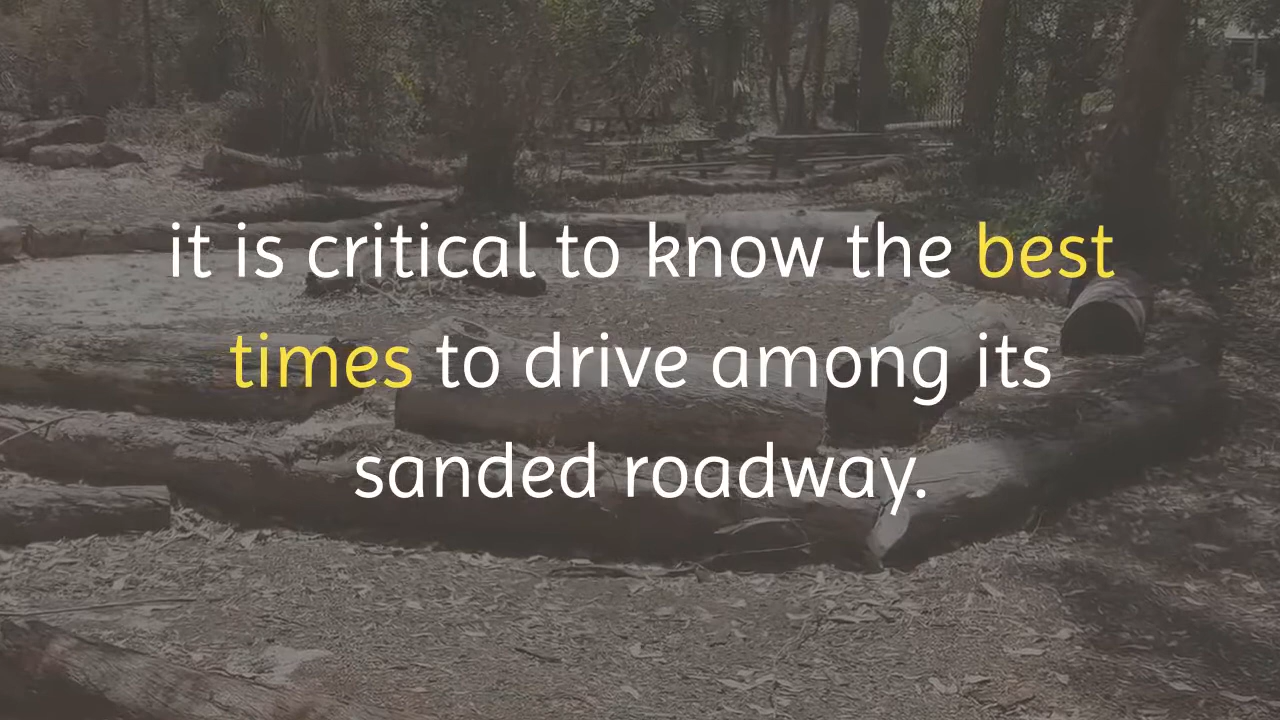 it is critical to know the best
times to drive among its
sanded roadway.